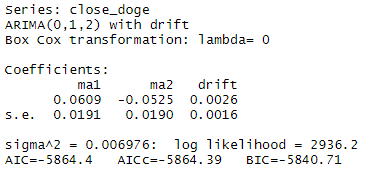 Series: close_doge
ARIMA(0,1,2) with drift
Box Cox transformation: lambda= 0
Coefficients:
ma1 ma2 drift
0.0609 -0.0525 0.0026
s.e. 0.0191 0.0190 0.0016
sigma^2 = 0.006976: log likelihood = 2936.2
AIC=-5864.4 AICc=-5864.39 BIC=-5840.71